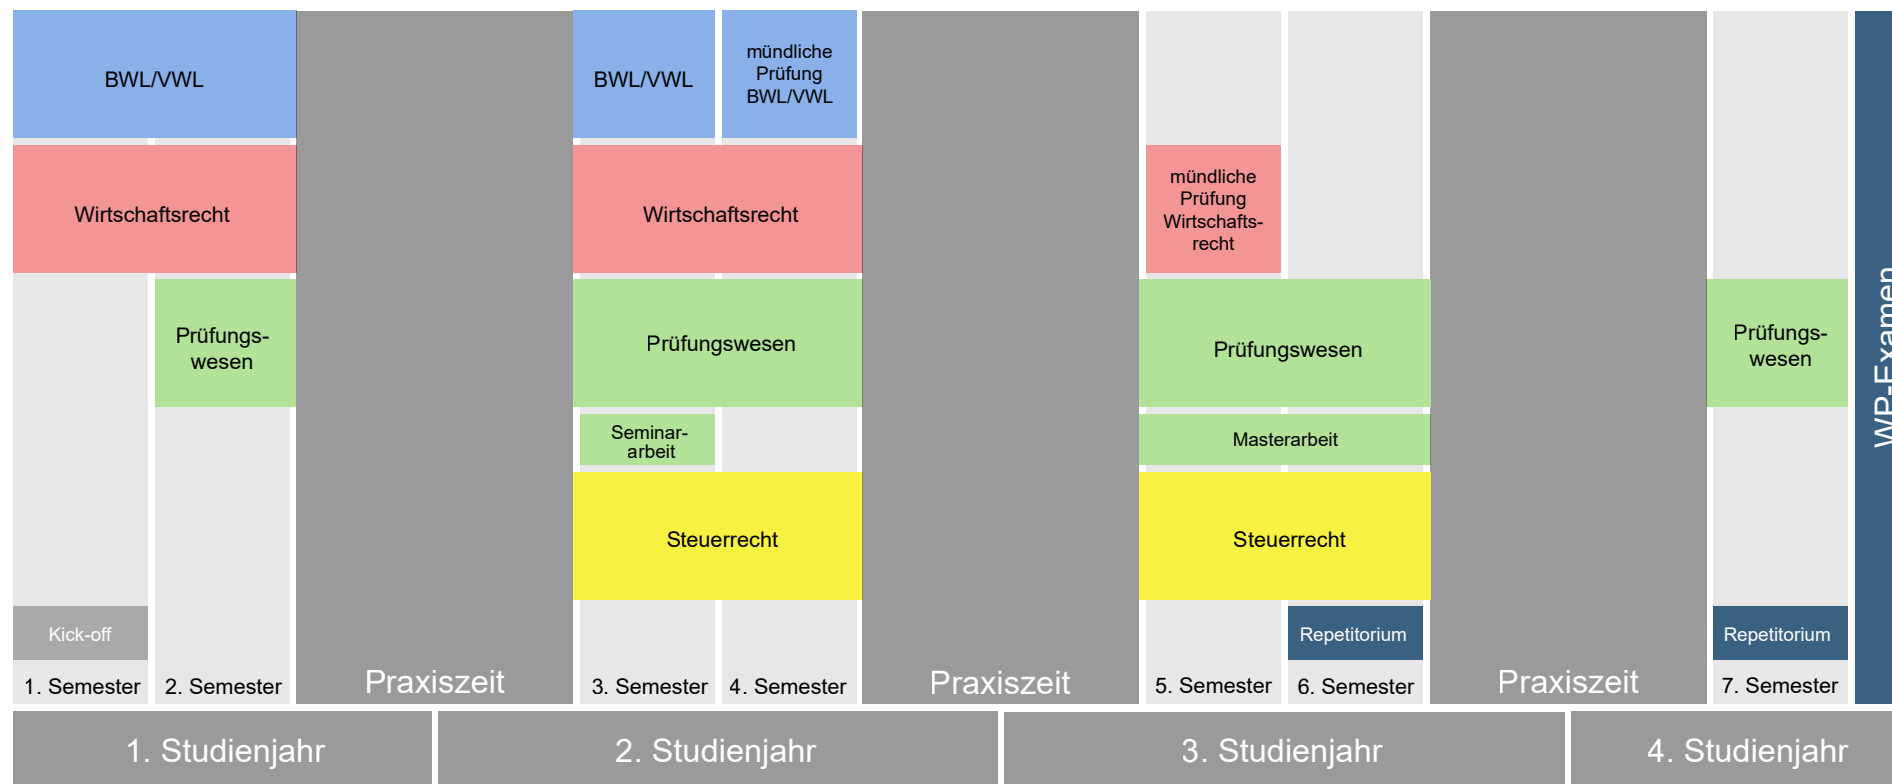 BWL/VWL
BWL/VWL
mündliche
Prüfung
BWL/VWL
Wirtschaftsrecht
Wirtschaftsrecht
mündliche
Prüfung
Wirtschafts-
recht
Prüfungs-
wesen
Prüfungswesen
Prüfungswesen
Prüfungs-
wesen
Seminar-
arbeit
Masterarbeit
Steuerrecht
Steuerrecht
Kick-off
Repetitorium
Repetitorium
1. Semester
2. Semester
Praxiszeit
3. Semester
4. Semester
Praxiszeit
5. Semester
6. Semester
Praxiszeit
7. Semester
WP-Examen
1. Studienjahr
2. Studienjahr
3. Studienjahr
4. Studienjahr